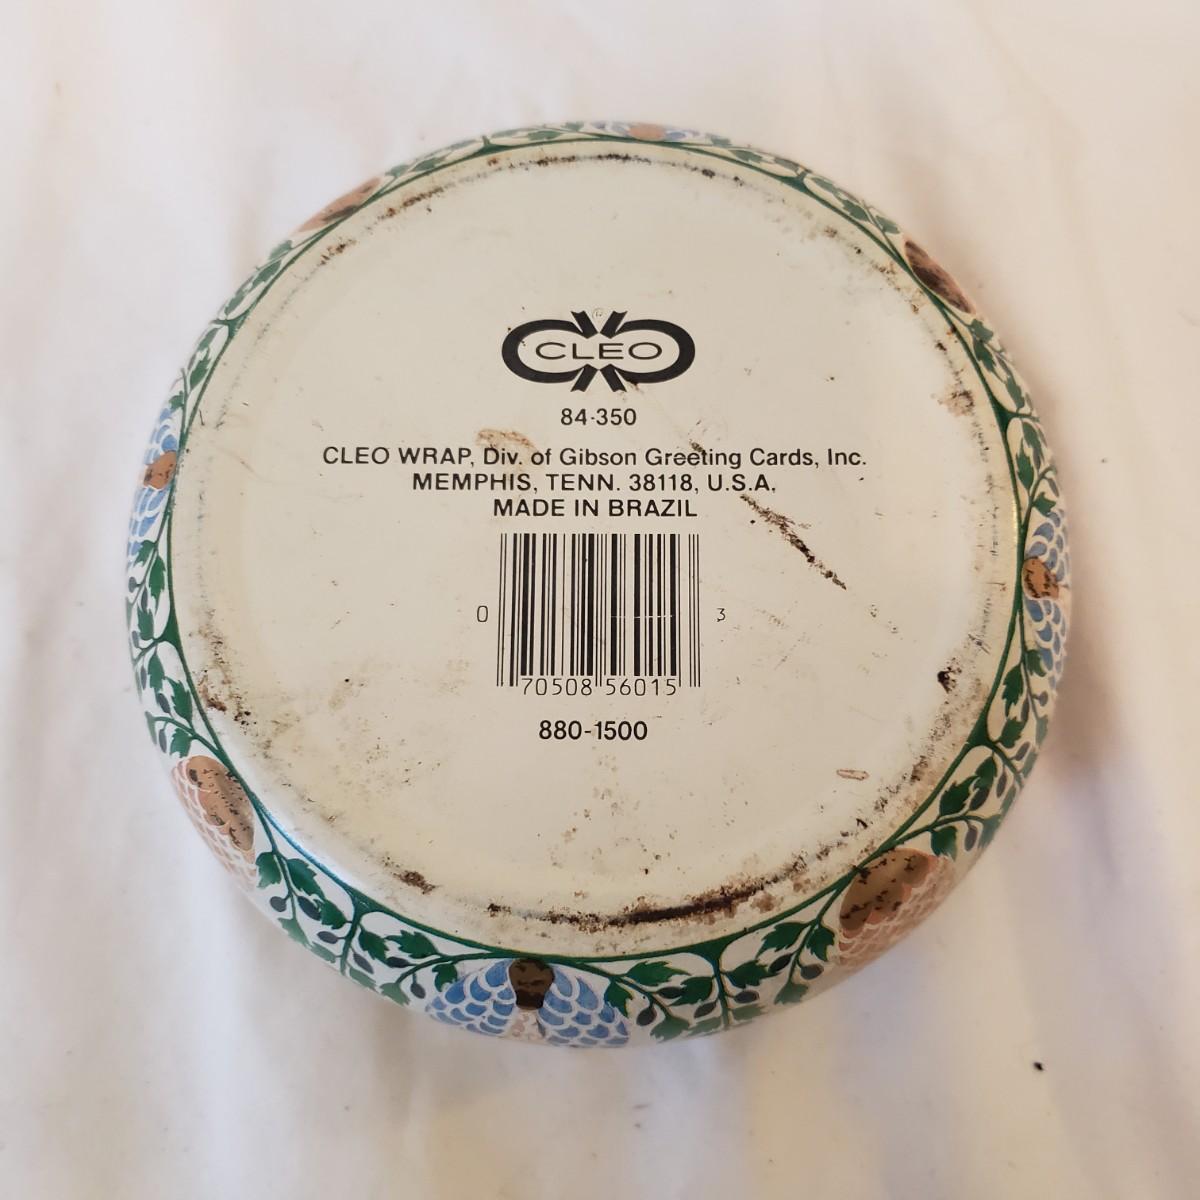 ©
CLEO
84-350
CLEO WRAP, Div. of Gibson Greeting Cards, Inc.
MEMPHIS, TENN. 38118, U.S.A.
MADE IN BRAZIL
0 70508 56015 3
880-1500